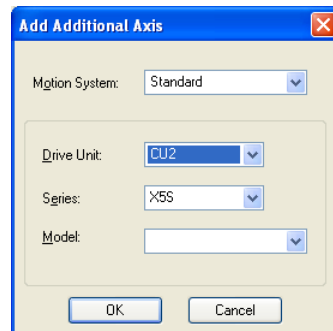 Add Additional Axis
Motion System: Standard
Drive Unit: CU2
Series: X5S
Model:
OK Cancel